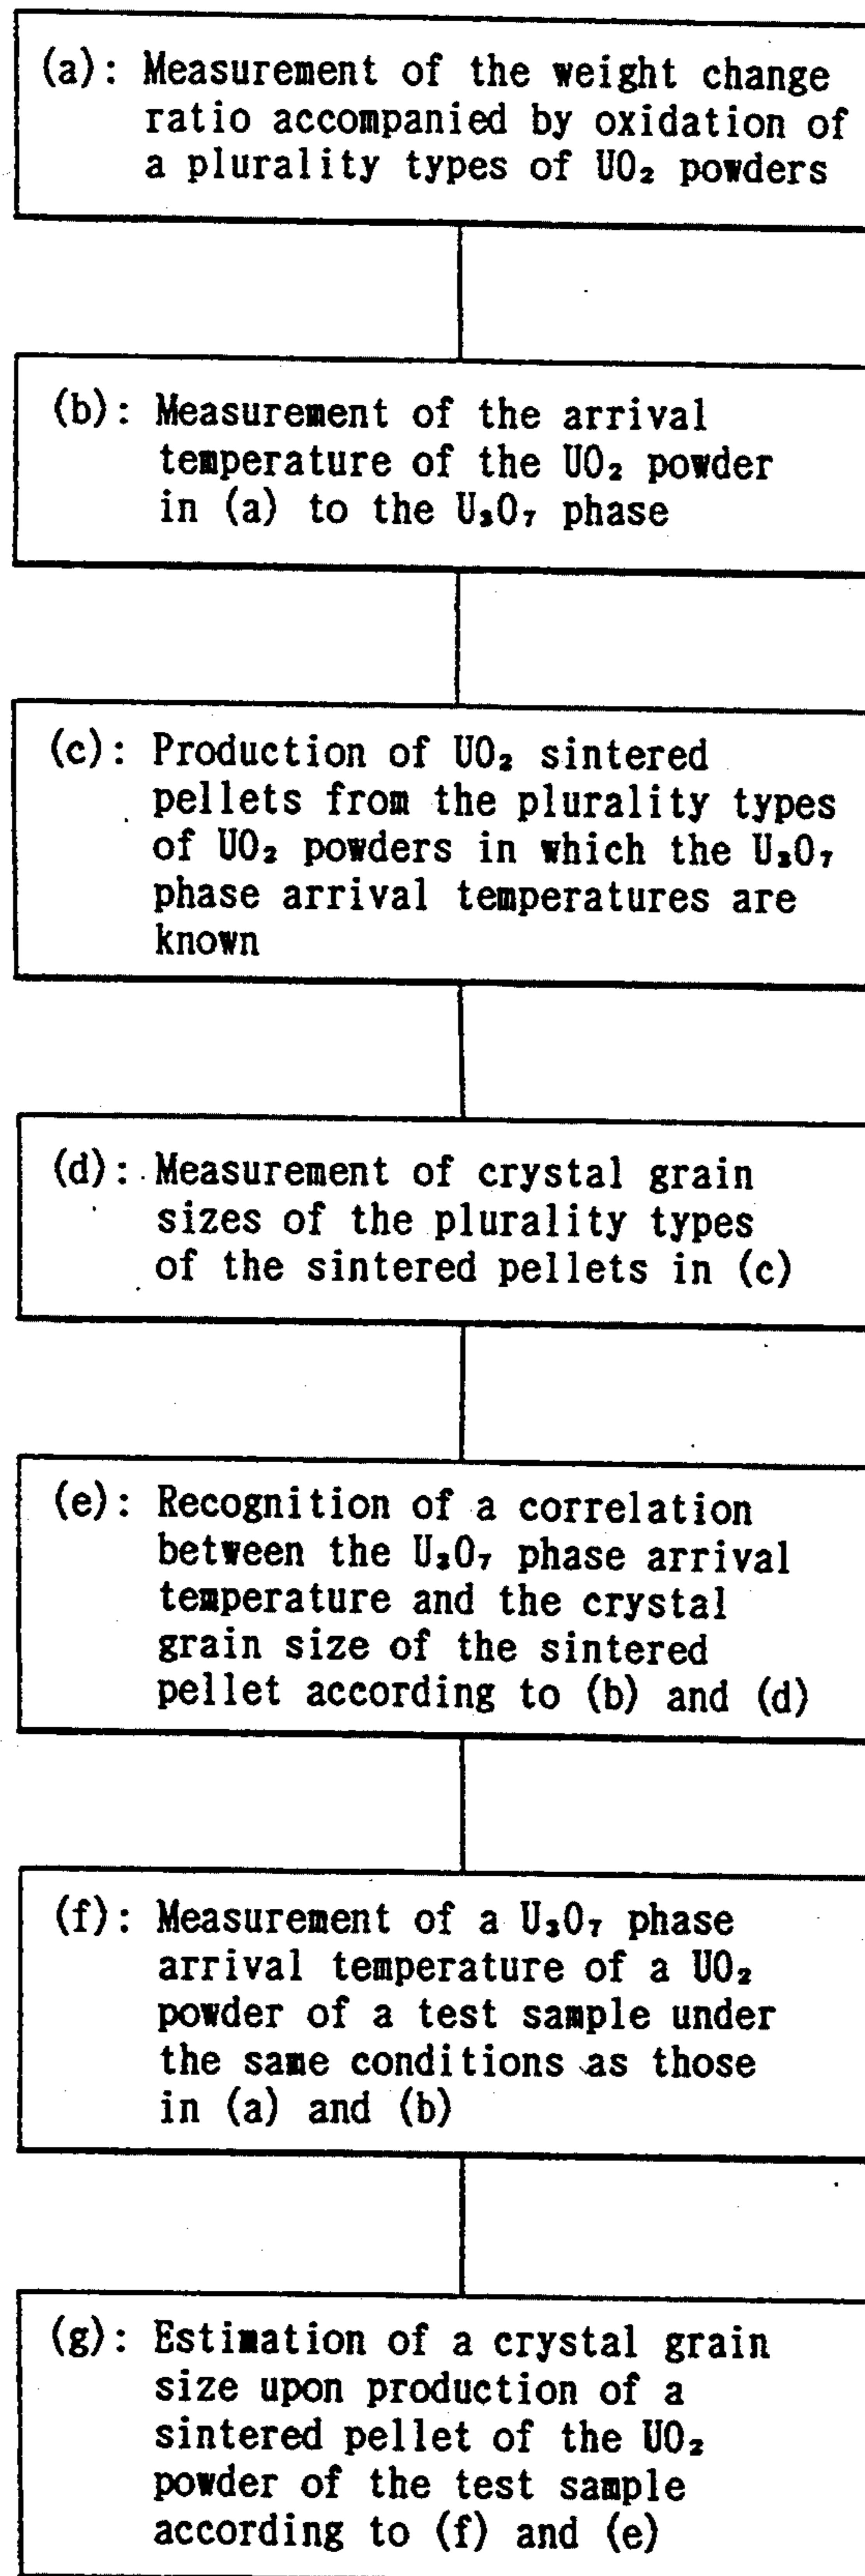 (a): Measurement of the weight change
ratio accompanied by oxidation of
a plurality types of UO₂ powders
(b): Measurement of the arrival
temperature of the UO₂ powder
in (a) to the U₃O₇ phase
(c): Production of UO₂ sintered
pellets from the plurality types
of UO₂ powders in which the U₃O₇
phase arrival temperatures are
known
(d): Measurement of crystal grain
sizes of the plurality types
of the sintered pellets in (c)
(e): Recognition of a correlation
between the U₃O₇ phase arrival
temperature and the crystal
grain size of the sintered
pellet according to (b) and (d)
(f): Measurement of a U₃O₇ phase
arrival temperature of a UO₂
powder of a test sample under
the same conditions as those
in (a) and (b)
(g): Estimation of a crystal grain
size upon production of a
sintered pellet of the UO₂
powder of the test sample
according to (f) and (e)